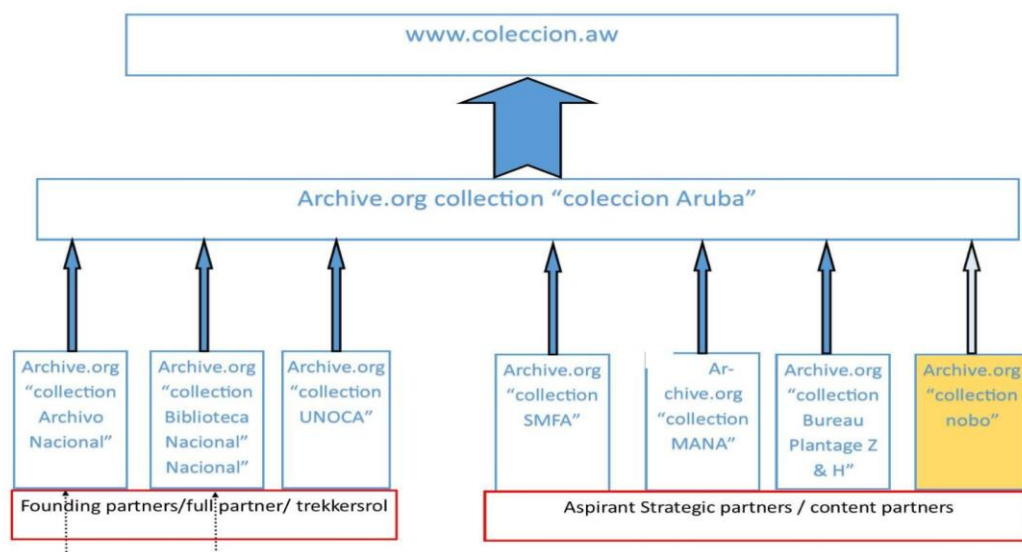 www.coleccion.aw
Archive.org collection “coleccion Aruba”
Archive.org
“collection
Archivo
Nacional”
Archive.org
“collection
Biblioteca
Nacional”
Nacional”
Archive.org
“collection
UNOCA”
Archive.org
“collection
SMFA”
Ar-
chive.org
“collection
MANA”
Archive.org
“collection
Bureau
Plantage Z
& H”
Archive.org
“collection
nobo”
Founding partners/full partner/ trekkersrol
Aspirant Strategic partners / content partners